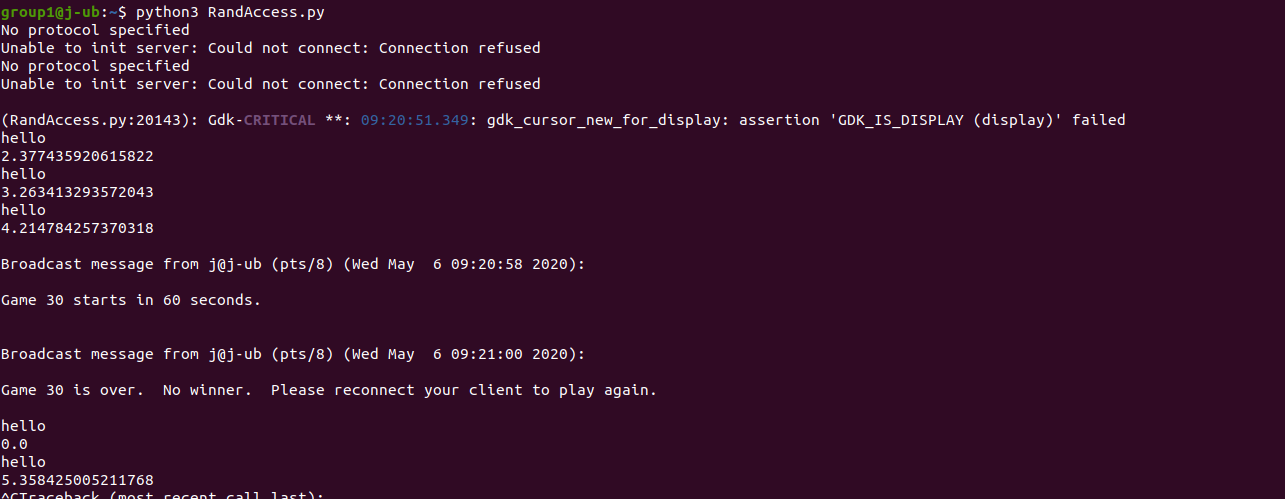 group1@j-ub:~$ python3 RandAccess.py
No protocol specified
Unable to init server: Could not connect: Connection refused
No protocol specified
Unable to init server: Could not connect: Connection refused
(RandAccess.py:20143): Gdk-CRITICAL **: 09:20:51.349: gdk_cursor_new_for_display: assertion 'GDK_IS_DISPLAY (display)' failed
hello
2.377435920615822
hello
3.263413293572043
hello
4.214784257370318
Broadcast message from j@j-ub (pts/8) (Wed May  6 09:20:58 2020):
Game 30 starts in 60 seconds.
Broadcast message from j@j-ub (pts/8) (Wed May  6 09:21:00 2020):
Game 30 is over.  No winner.  Please reconnect your client to play again.
hello
0.0
hello
5.358425005211768
^CTraceback (most recent call last):